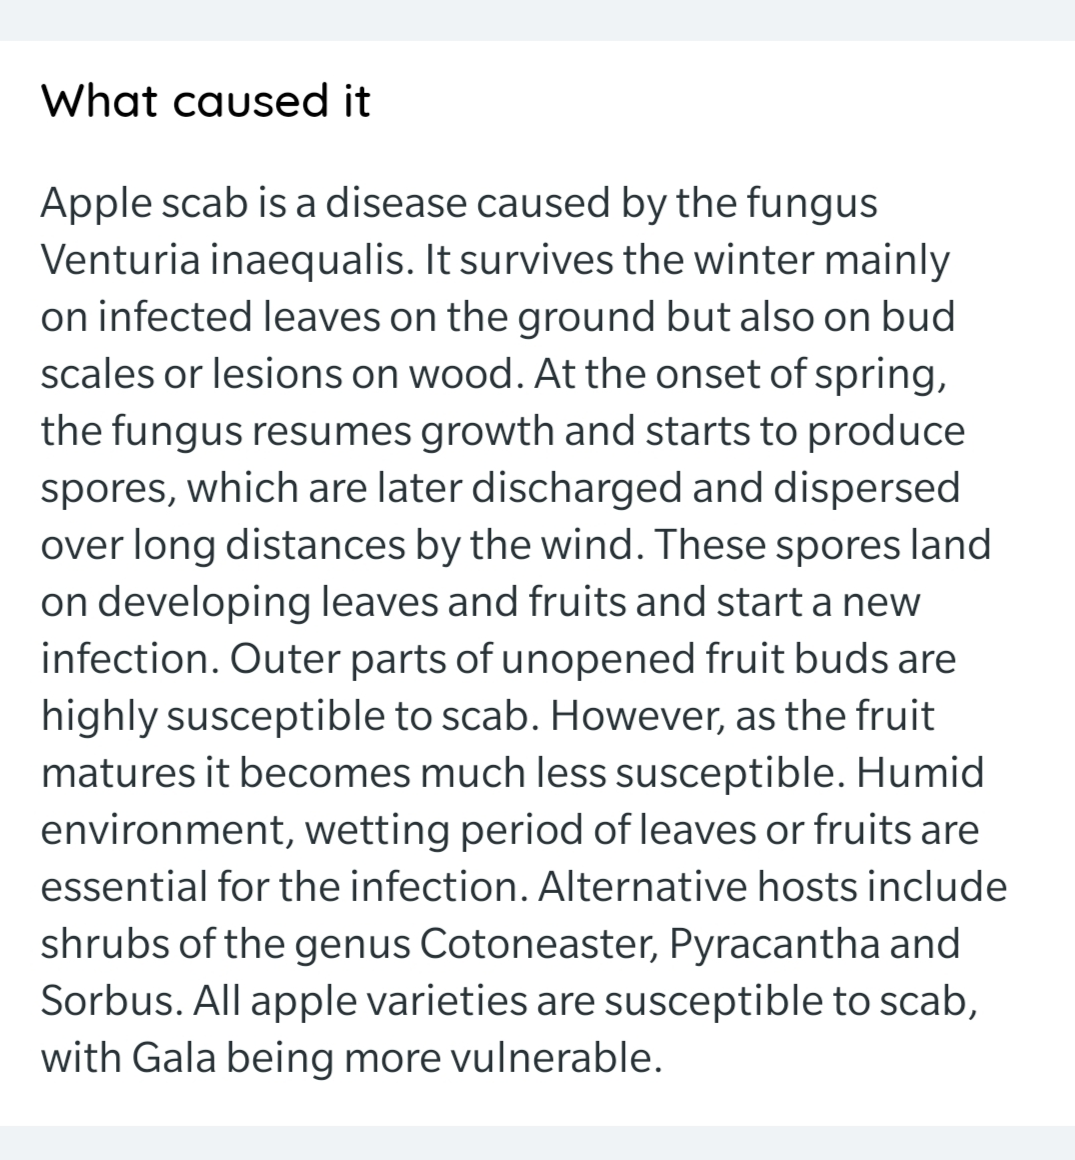 What caused it
Apple scab is a disease caused by the fungus
Venturia inaequalis. It survives the winter mainly
on infected leaves on the ground but also on bud
scales or lesions on wood. At the onset of spring,
the fungus resumes growth and starts to produce
spores, which are later discharged and dispersed
over long distances by the wind. These spores land
on developing leaves and fruits and start a new
infection. Outer parts of unopened fruit buds are
highly susceptible to scab. However, as the fruit
matures it becomes much less susceptible. Humid
environment, wetting period of leaves or fruits are
essential for the infection. Alternative hosts include
shrubs of the genus Cotoneaster, Pyracantha and
Sorbus. All apple varieties are susceptible to scab,
with Gala being more vulnerable.